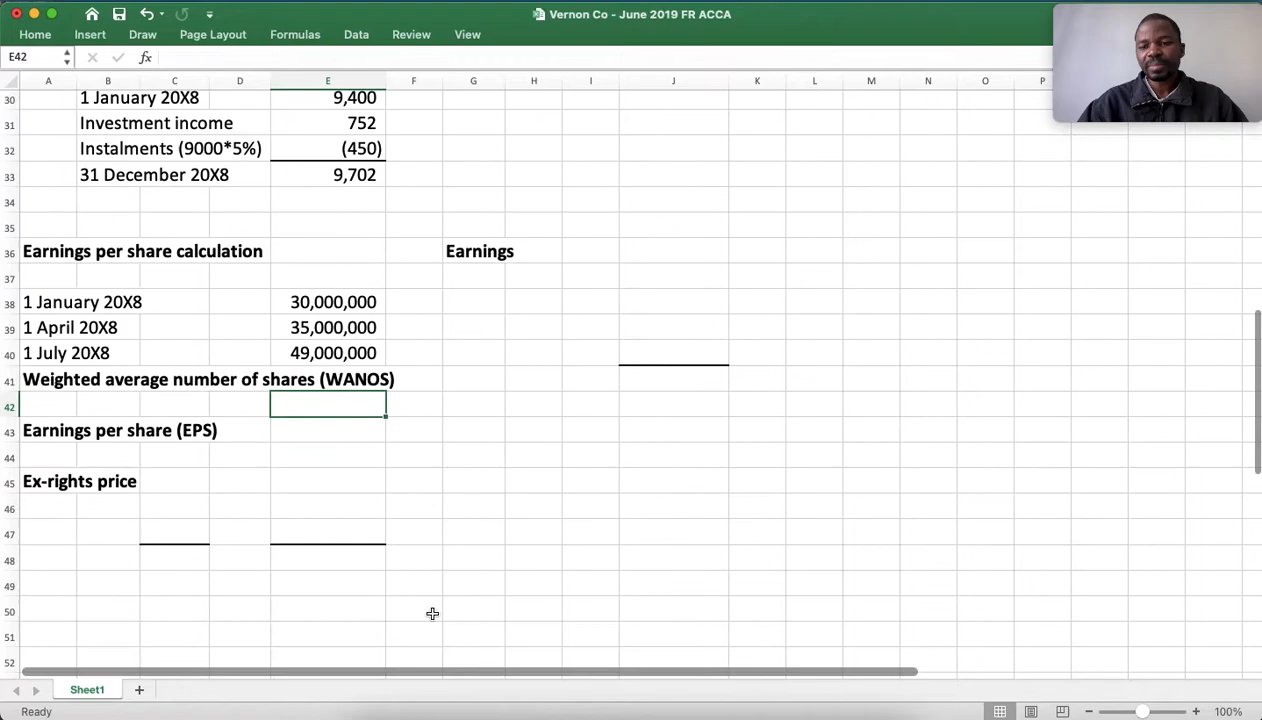 Vernon Co - June 2019 FR ACCA
Home Insert Draw Page Layout Formulas Data Review View
E42 fx
A B C D E F G H I J K L M N O P
30 1 January 20X8 9,400
31 Investment income 752
32 Instalments (9000*5%) (450)
33 31 December 20X8 9,702
34
35
36 Earnings per share calculation Earnings
37
38 1 January 20X8 30,000,000
39 1 April 20X8 35,000,000
40 1 July 20X8 49,000,000
41 Weighted average number of shares (WANOS)
42
43 Earnings per share (EPS)
44
45 Ex-rights price
46
47
48
49
50
51
52
Sheet1 +
Ready 100%